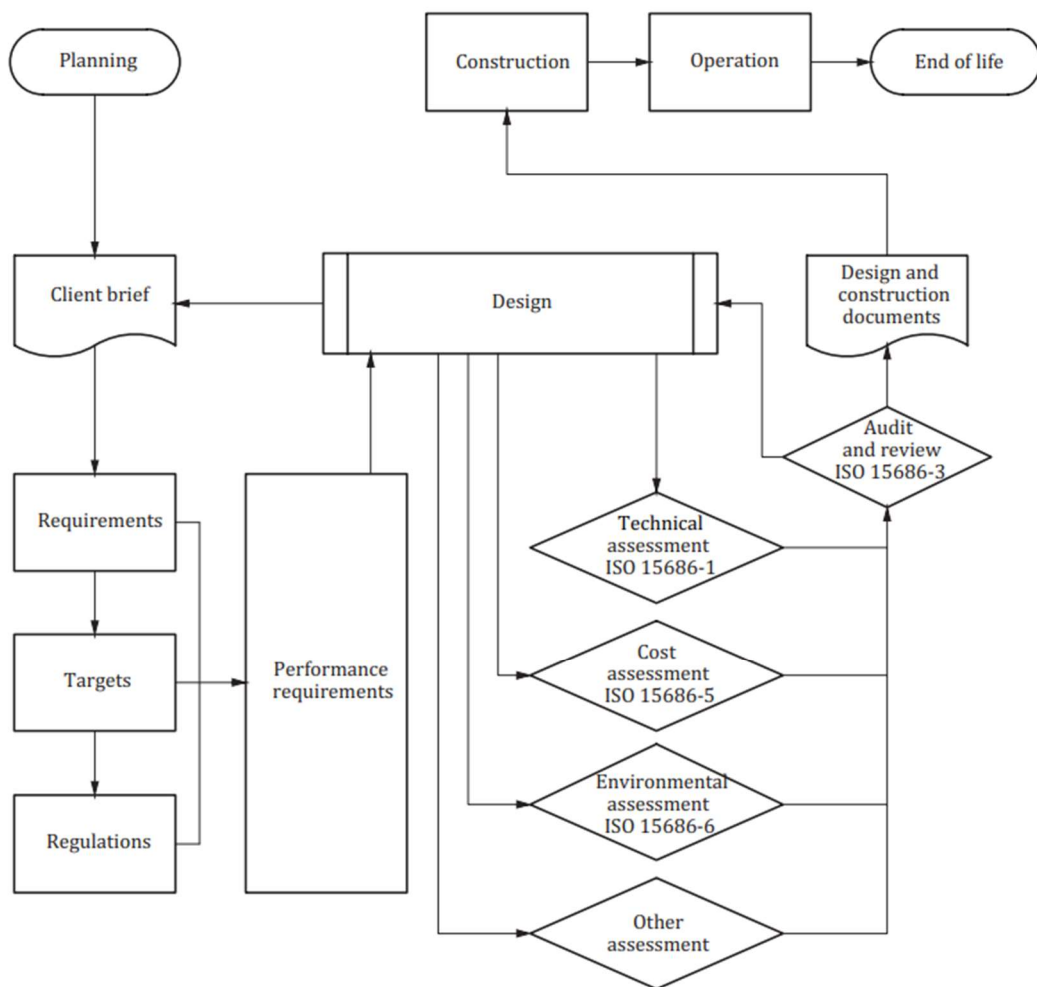 Planning
Construction
Operation
End of life
Client brief
Design
Design and
construction
documents
Audit
and review
ISO 15686-3
Requirements
Technical
assessment
ISO 15686-1
Targets
Performance
requirements
Cost
assessment
ISO 15686-5
Regulations
Environmental
assessment
ISO 15686-6
Other
assessment